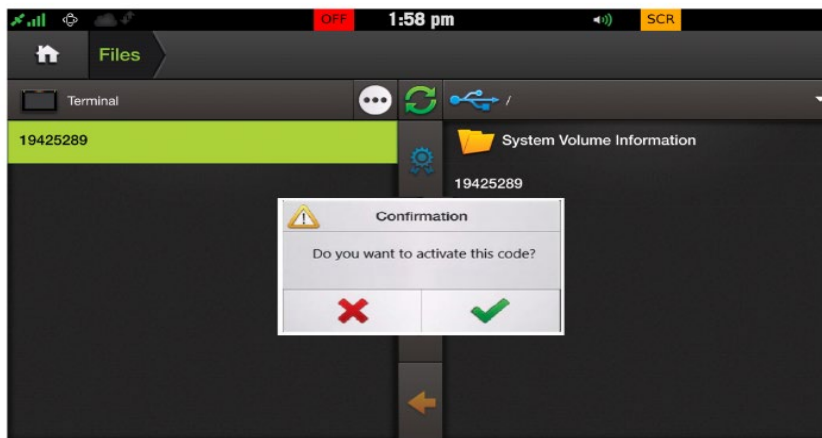 OFF 1:58 pm SCR
Files
Terminal /
19425289
System Volume Information
19425289
Confirmation
Do you want to activate this code?